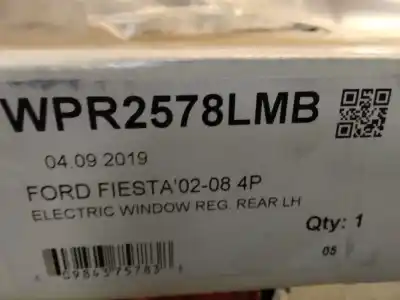 WPR2578LMB
04.09 2019
FORD FIESTA'02-08 4P
ELECTRIC WINDOW REG. REAR LH
Qty: 1
05